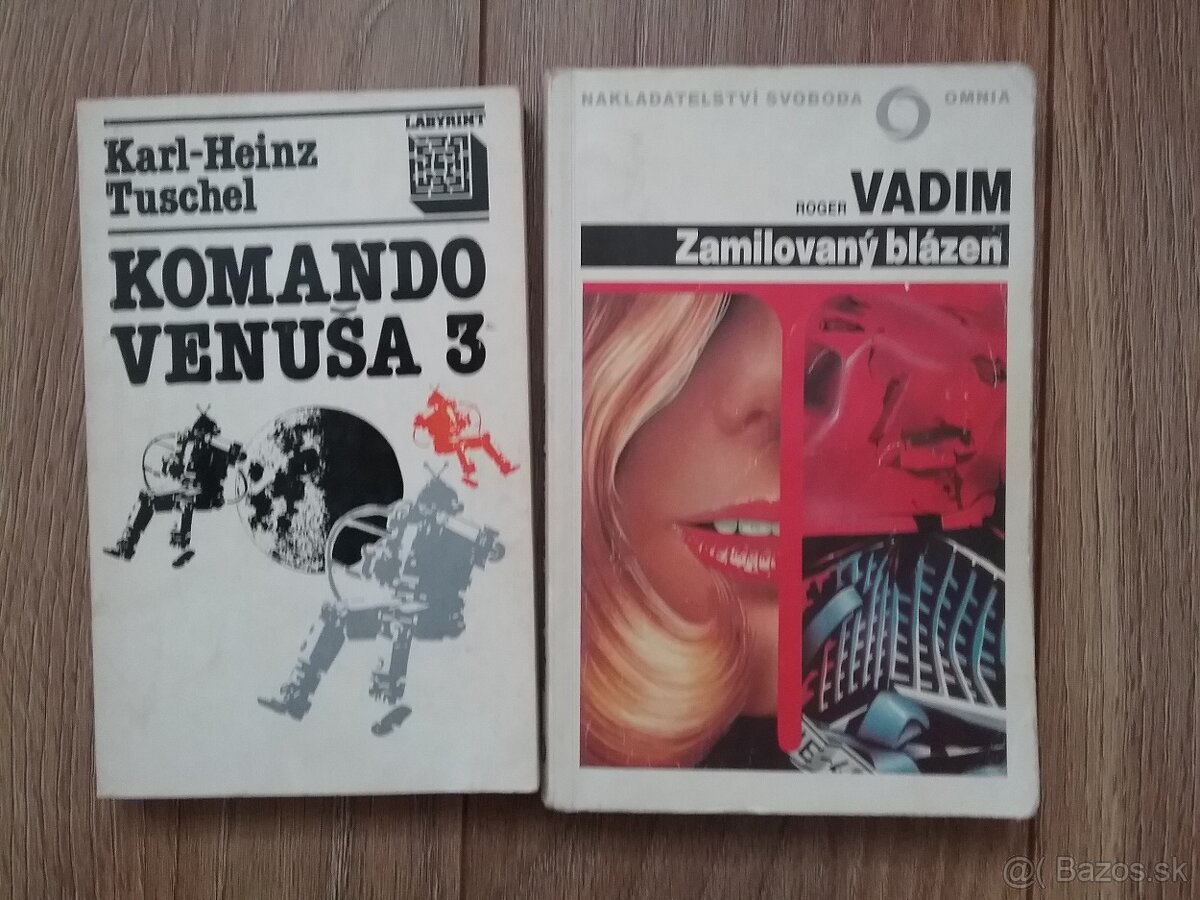 LABYRINT
Karl-Heinz
Tuschel
KOMANDO
VENUŠA 3
NAKLADATELSTVÍ SVOBODA OMNIA
ROGER VADIM
Zamilovaný blázen
@( Bazos.sk